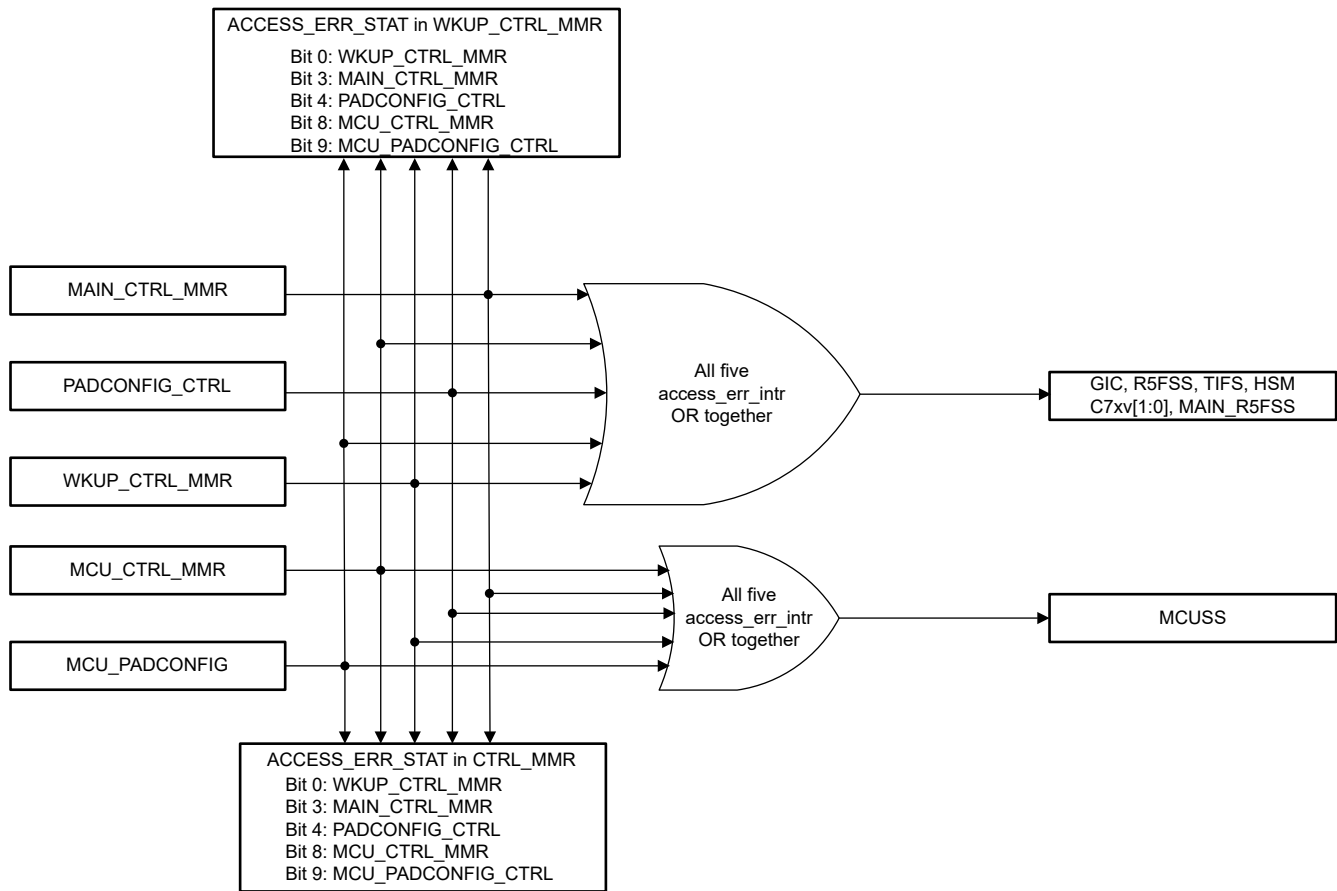 ACCESS_ERR_STAT in WKUP_CTRL_MMR
Bit 0: WKUP_CTRL_MMR
Bit 3: MAIN_CTRL_MMR
Bit 4: PADCONFIG_CTRL
Bit 8: MCU_CTRL_MMR
Bit 9: MCU_PADCONFIG_CTRL
MAIN_CTRL_MMR
PADCONFIG_CTRL
WKUP_CTRL_MMR
MCU_CTRL_MMR
MCU_PADCONFIG
All five
access_err_intr
OR together
GIC, R5FSS, TIFS, HSM
C7xv[1:0], MAIN_R5FSS
All five
access_err_intr
OR together
MCUSS
ACCESS_ERR_STAT in CTRL_MMR
Bit 0: WKUP_CTRL_MMR
Bit 3: MAIN_CTRL_MMR
Bit 4: PADCONFIG_CTRL
Bit 8: MCU_CTRL_MMR
Bit 9: MCU_PADCONFIG_CTRL